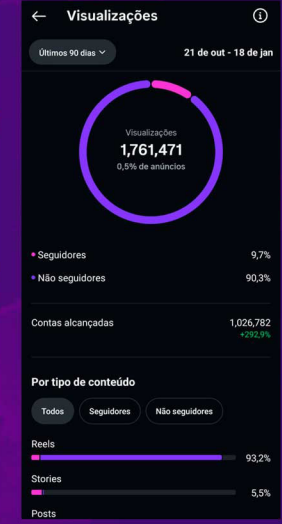 Visualizações
Últimos 90 dias
21 de out - 18 de jan
Visualizações
1,761,471
0,5% de anúncios
Seguidores 9,7%
Não seguidores 90,3%
Contas alcançadas 1,026,782
+292,9%
Por tipo de conteúdo
Todos Seguidores Não seguidores
Reels
93,2%
Stories
5,5%
Posts